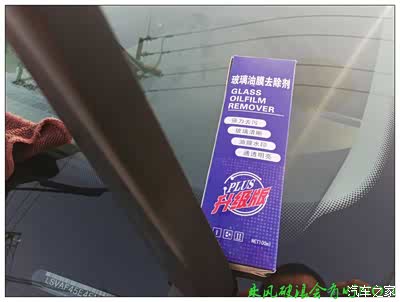 玻璃油膜去除剂
GLASS
OILFILM
REMOVER
强力去污
玻璃清晰
油膜水印
通透明亮
PLUS
升级版
NET100ml
汽车之家